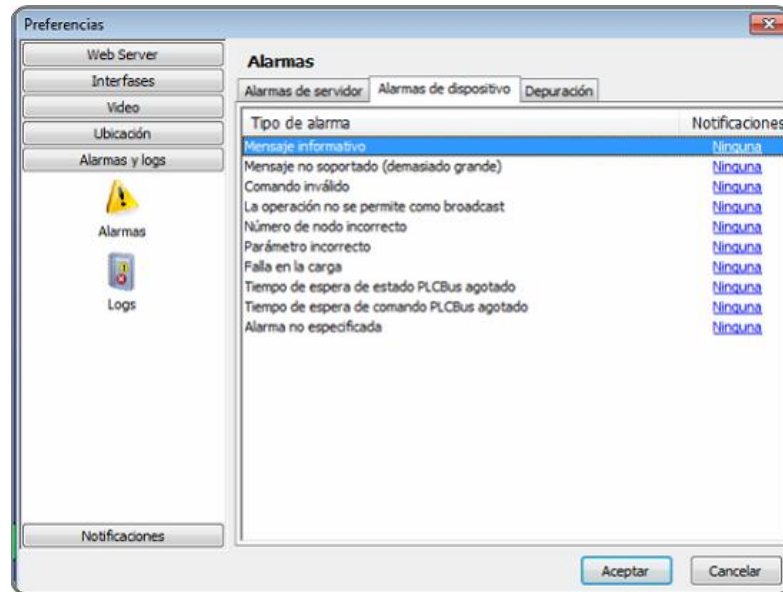 Preferencias
Web Server
Interfases
Video
Ubicación
Alarmas y logs
Alarmas
Logs
Notificaciones
Alarmas
Alarmas de servidor Alarmas de dispositivo Depuración
Tipo de alarma Notificaciones
Mensaje informativo Ninguna
Mensaje no soportado (demasiado grande) Ninguna
Comando inválido Ninguna
La operación no se permite como broadcast Ninguna
Número de nodo incorrecto Ninguna
Parámetro incorrecto Ninguna
Falla en la carga Ninguna
Tiempo de espera de estado PLCBus agotado Ninguna
Tiempo de espera de comando PLCBus agotado Ninguna
Alarma no especificada Ninguna
Aceptar Cancelar